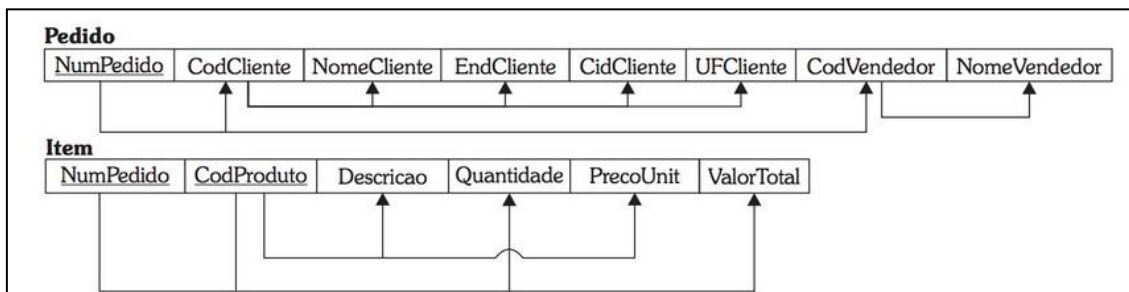 Pedido
NumPedido CodCliente NomeCliente EndCliente CidCliente UFCliente CodVendedor NomeVendedor
Item
NumPedido CodProduto Descricao Quantidade PrecoUnit ValorTotal